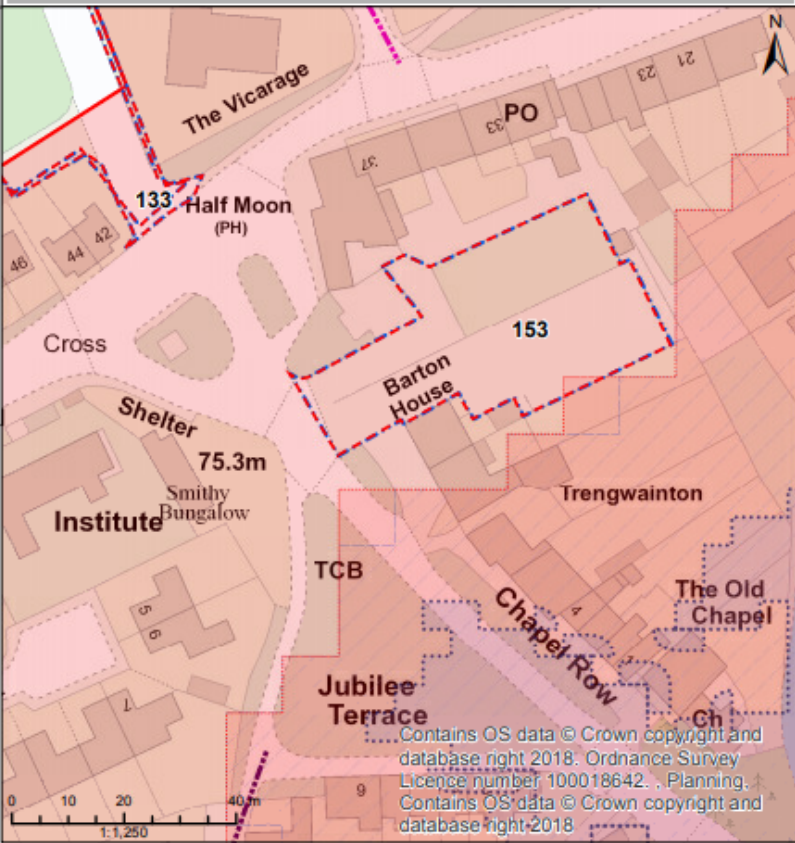 N
The Vicarage
23
21
PO
33
37
133
Half Moon
(PH)
42
44
46
Cross
153
Barton
House
Shelter
75.3m
Smithy
Bungalow
Institute
Trengwainton
TCB
The Old
Chapel
Chapel Row
4
1
5
6
Jubilee
Terrace
Ch
7
9
Contains OS data © Crown copyright and
database right 2018. Ordnance Survey
Licence number 100018642. , Planning,
Contains OS data © Crown copyright and
database right 2018
0 10 20 40 m
1:1,250